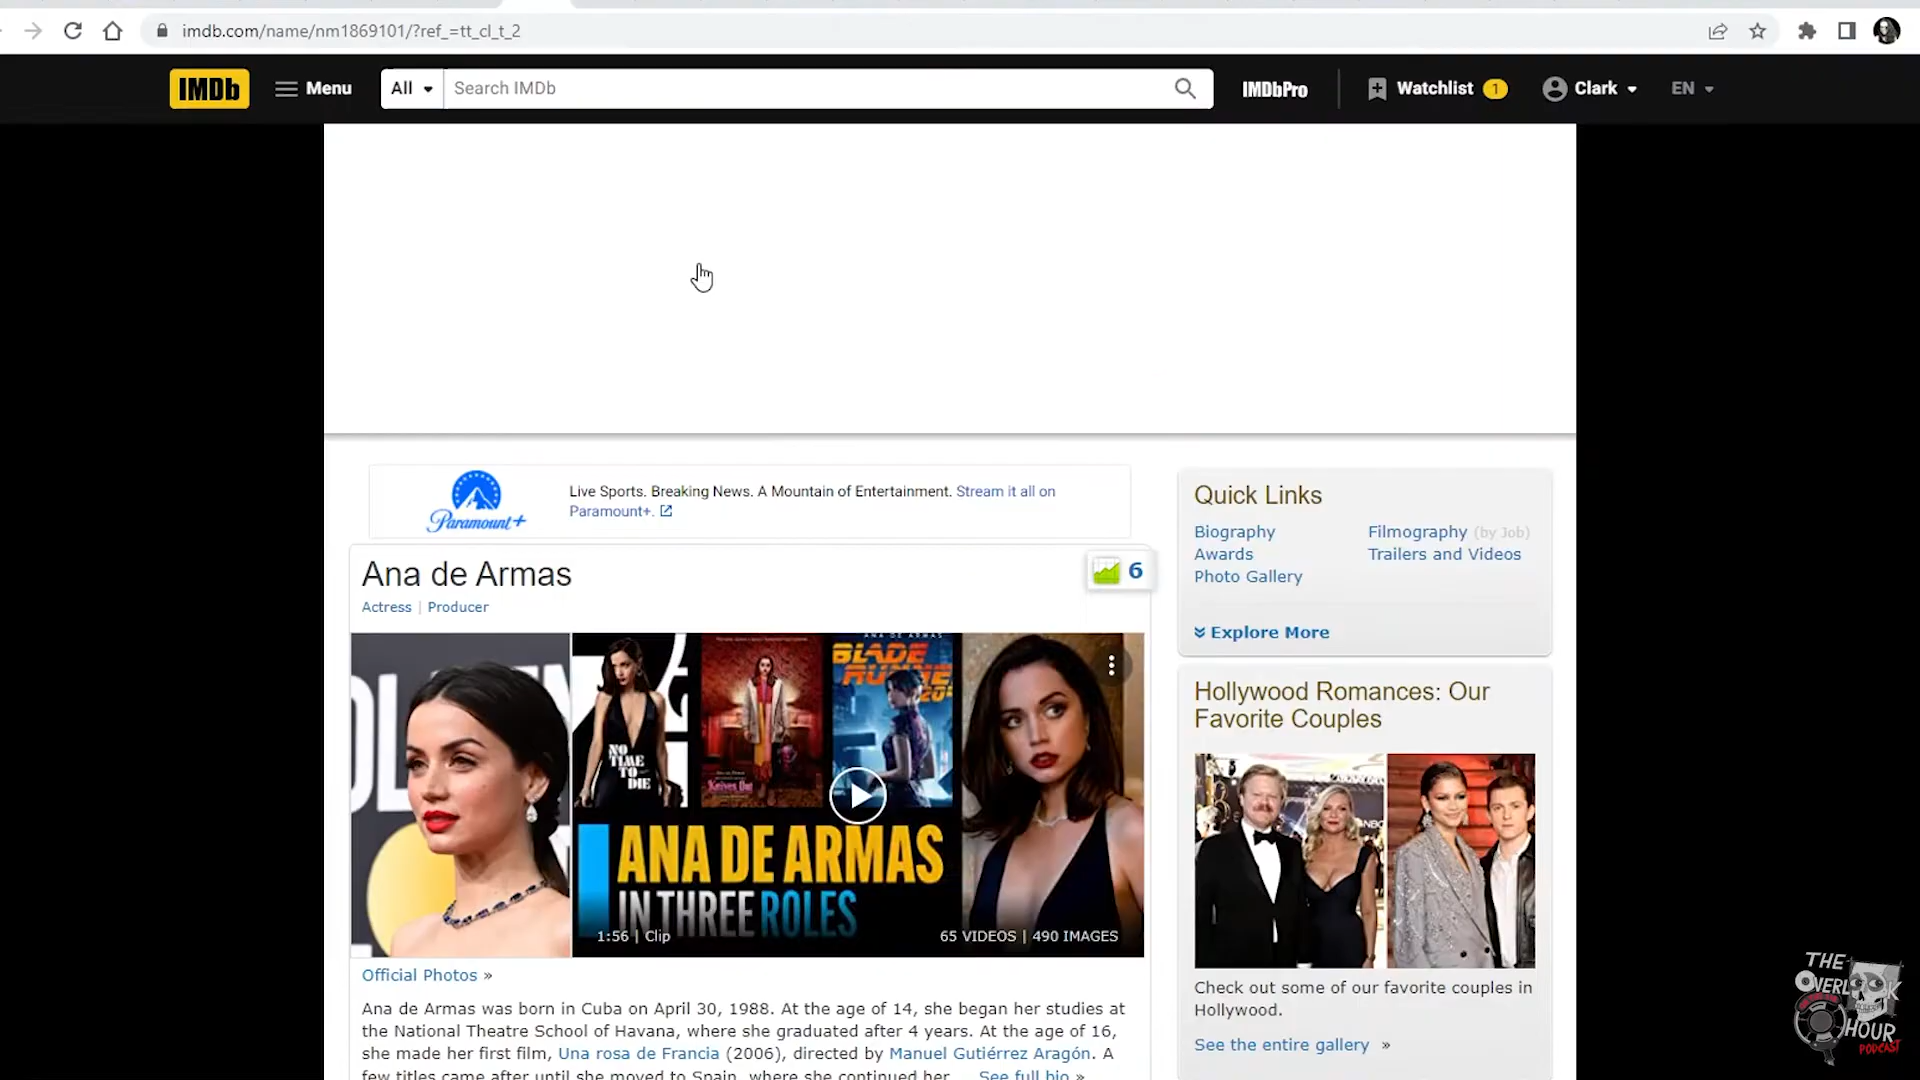 imdb.com/name/nm1869101/?ref_=tt_cl_t_2
IMDb Menu All Search IMDb IMDbPro Watchlist 1 Clark EN
Paramount+ Live Sports. Breaking News. A Mountain of Entertainment. Stream it all on
Paramount+.
Ana de Armas 6
Actress | Producer
ANA DE ARMAS
NO
TIME
TO
DIE
Knives Out
BLADE
RUNNE
20
ANA DE ARMAS
IN THREE ROLES
1:56 | Clip 65 VIDEOS | 490 IMAGES
Official Photos »
Ana de Armas was born in Cuba on April 30, 1988. At the age of 14, she began her studies at
the National Theatre School of Havana, where she graduated after 4 years. At the age of 16,
she made her first film, Una rosa de Francia (2006), directed by Manuel Gutiérrez Aragón. A
few titles came after until she moved to Spain, where she continued her ... See full bio »
Quick Links
Biography Filmography (by Job)
Awards Trailers and Videos
Photo Gallery
Explore More
Hollywood Romances: Our
Favorite Couples
Check out some of our favorite couples in
Hollywood.
See the entire gallery »
THE
OVERLOOK
HOUR
PODCAST